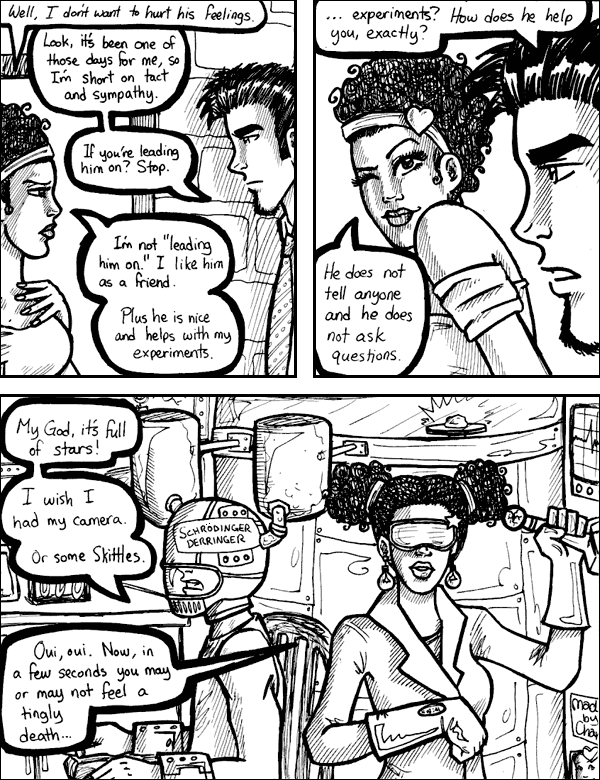 Well, I don't want to hurt his feelings.
Look, it's been one of
those days for me, so
I'm short on tact
and sympathy.
If you're leading
him on? Stop.
I'm not "leading
him on." I like him
as a friend.
Plus he is nice
and helps with my
experiments.
... experiments? How does he help
you, exactly?
He does not
tell anyone
and he does
not ask
questions.
My God, it's full
of stars!
I wish I
had my camera.
Or some Skittles.
SCHRODINGER
DERRINGER
Oui, oui. Now, in
a few seconds you may
or may not feel a
tingly
death...
mad
by